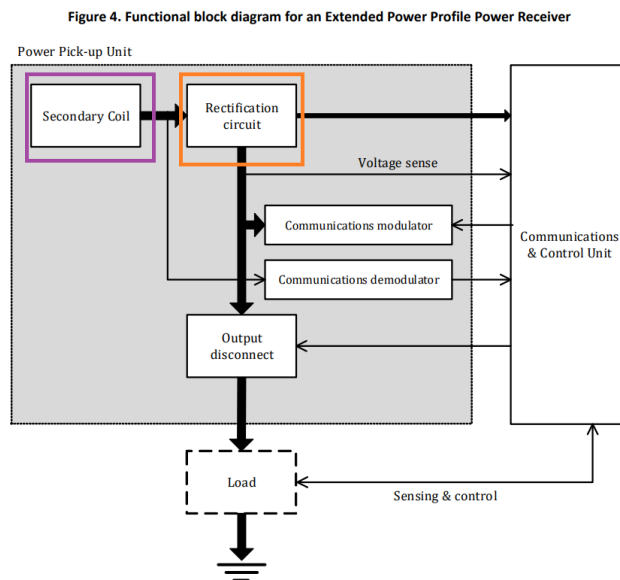 Figure 4. Functional block diagram for an Extended Power Profile Power Receiver
Power Pick-up Unit
Secondary Coil
Rectification
circuit
Voltage sense
Communications modulator
Communications
& Control Unit
Communications demodulator
Output
disconnect
Load
Sensing & control